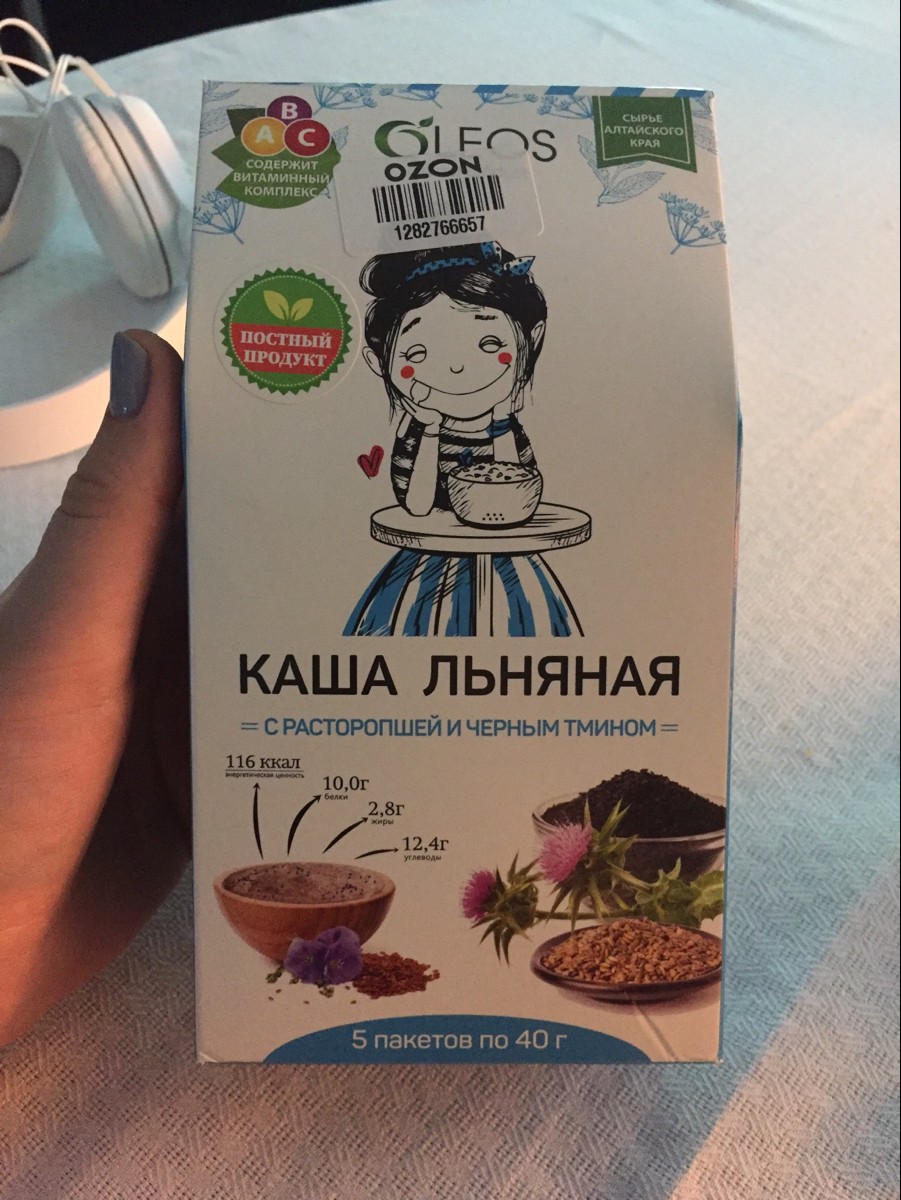 B
A C
СОДЕРЖИТ
ВИТАМИННЫЙ
КОМПЛЕКС
OLEOS
СЫРЬЕ
АЛТАЙСКОГО
КРАЯ
OZON
1282766657
ПОСТНЫЙ
ПРОДУКТ
КАША ЛЬНЯНАЯ
= С РАСТОРОПШЕЙ И ЧЕРНЫМ ТМИНОМ =
116 ккал
энергетическая ценность
10,0г
белки
2,8г
жиры
12,4г
углеводы
5 пакетов по 40 г